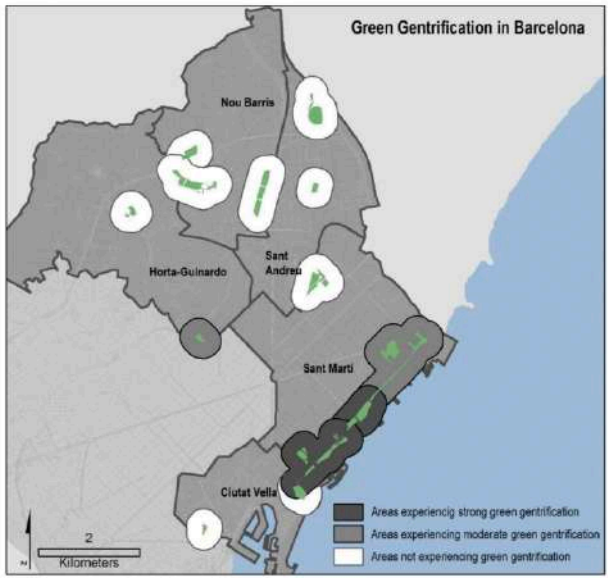 Green Gentrification in Barcelona
Nou Barris
Sant
Andreu
Horta-Guinardo
Sant Martí
Ciutat Vella
Areas experiencig strong green gentrification
Areas experiencing moderate green gentrification
Areas not experiencing green gentrification
2
Kilometers
N